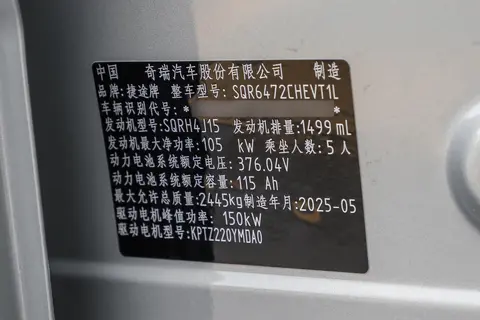 中国 奇瑞汽车股份有限公司 制造
品牌:捷途牌 整车型号:SQR6472CHEVT1L
车辆识别代号:* *
发动机型号:SQRH4J15 发动机排量:1499 mL
发动机最大净功率:105 kW 乘坐人数:5 人
动力电池系统额定电压:376.04V
动力电池系统额定容量:115 Ah
最大允许总质量:2445kg制造年月:2025-05
驱动电机峰值功率:150kW
驱动电机型号:KPTZ220YMDA0